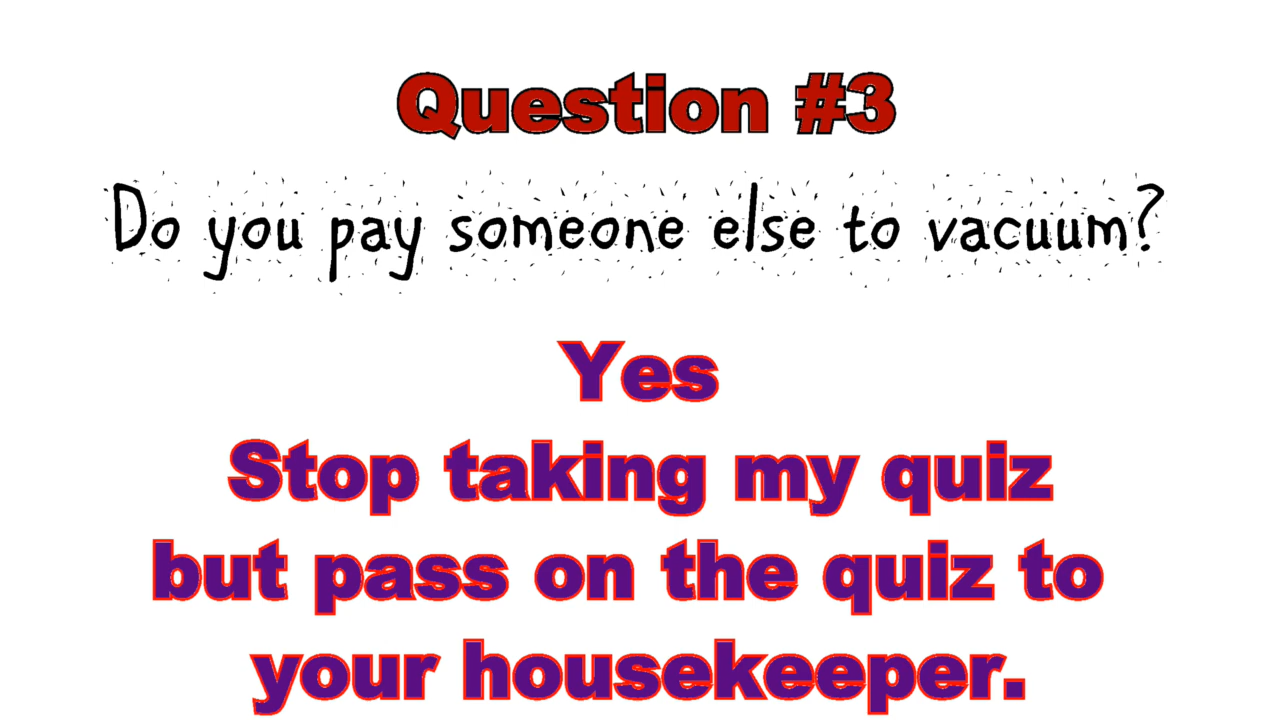 Question #3
Do you pay someone else to vacuum?
Yes
Stop taking my quiz
but pass on the quiz to
your housekeeper.